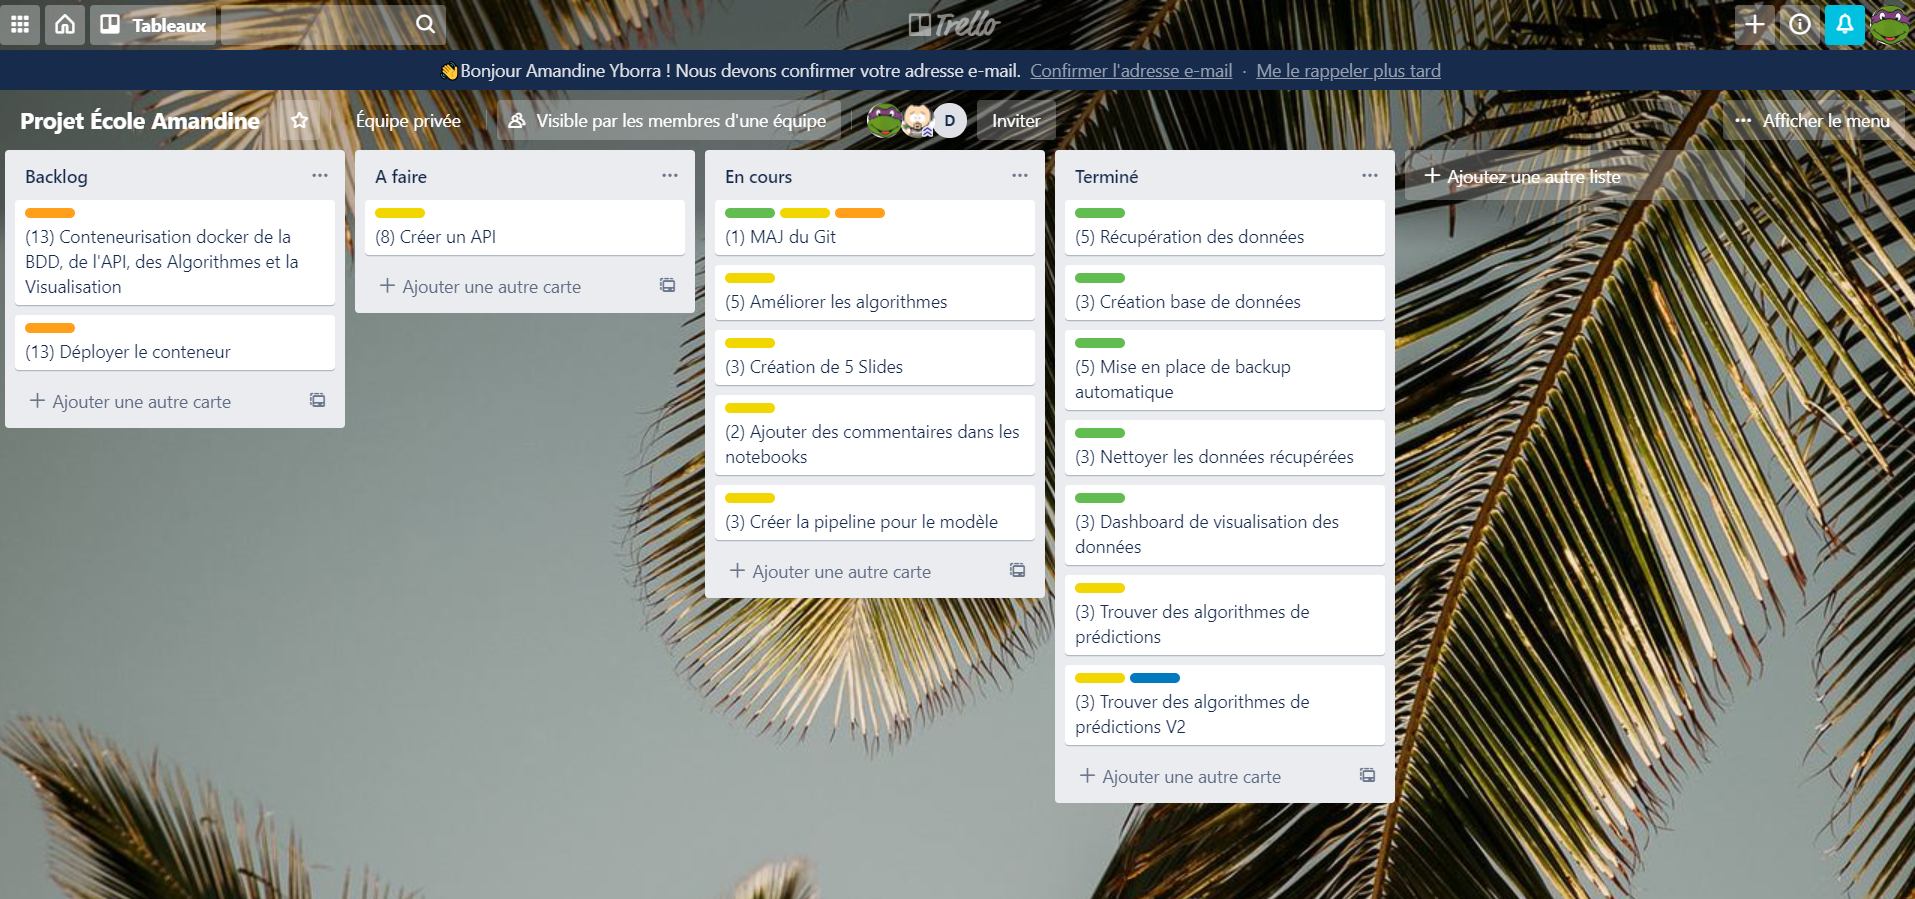 Tableaux
Trello
👋Bonjour Amandine Yborra ! Nous devons confirmer votre adresse e-mail. Confirmer l'adresse e-mail · Me le rappeler plus tard
Projet École Amandine
Équipe privée
Visible par les membres d'une équipe
D
Inviter
··· Afficher le menu
Backlog ···
(13) Conteneurisation docker de la
BDD, de l'API, des Algorithmes et la
Visualisation
(13) Déployer le conteneur
+ Ajouter une autre carte
A faire ···
(8) Créer un API
+ Ajouter une autre carte
En cours ···
(1) MAJ du Git
(5) Améliorer les algorithmes
(3) Création de 5 Slides
(2) Ajouter des commentaires dans les
notebooks
(3) Créer la pipeline pour le modèle
+ Ajouter une autre carte
Terminé ···
(5) Récupération des données
(3) Création base de données
(5) Mise en place de backup
automatique
(3) Nettoyer les données récupérées
(3) Dashboard de visualisation des
données
(3) Trouver des algorithmes de
prédictions
(3) Trouver des algorithmes de
prédictions V2
+ Ajouter une autre carte
+ Ajoutez une autre liste